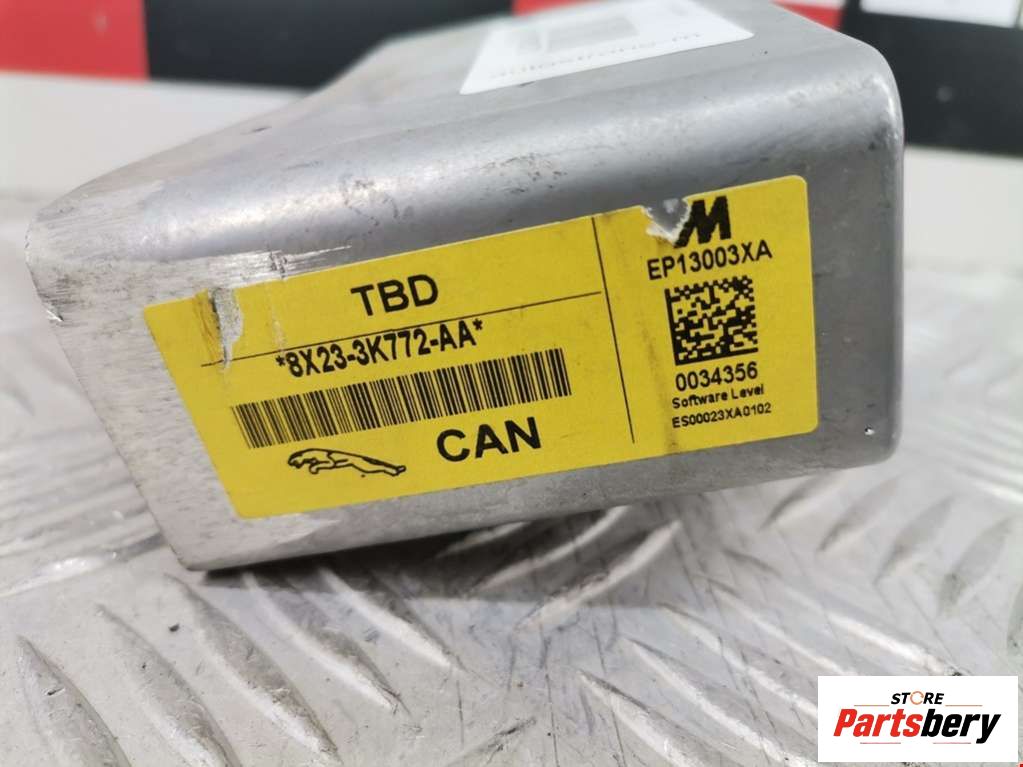 TBD
*8X23-3K772-AA*
CAN
M
EP13003XA
0034356
Software Level
ES00023XA0102
STORE
Partsbery